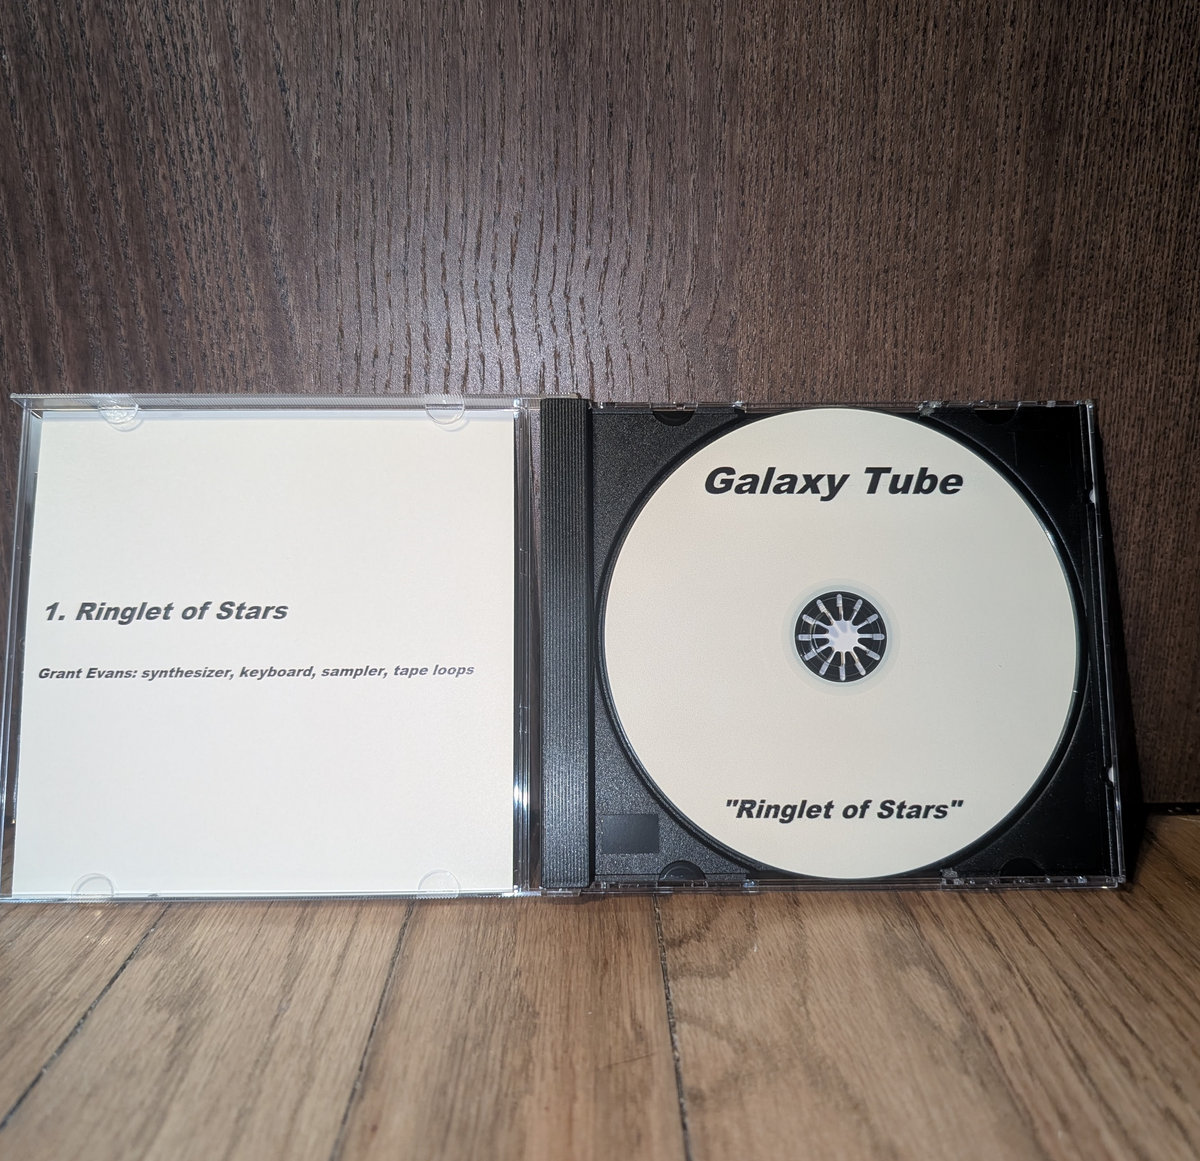 1. Ringlet of Stars
Grant Evans: synthesizer, keyboard, sampler, tape loops
Galaxy Tube
"Ringlet of Stars"